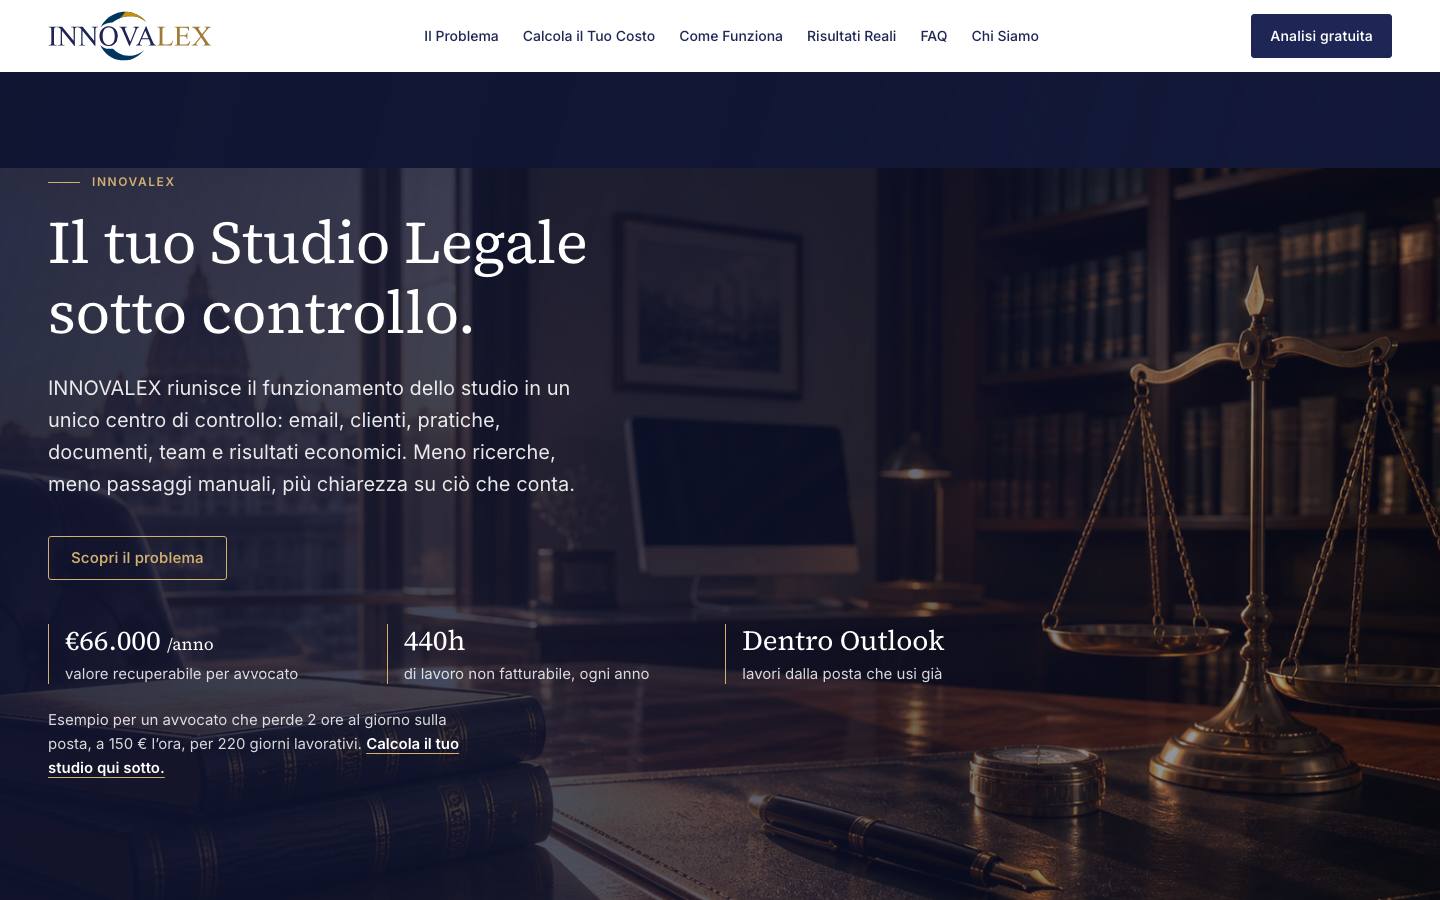 INNOVALEX
Il Problema
Calcola il Tuo Costo
Come Funziona
Risultati Reali
FAQ
Chi Siamo
Analisi gratuita
INNOVALEX
Il tuo Studio Legale
sotto controllo.
INNOVALEX riunisce il funzionamento dello studio in un
unico centro di controllo: email, clienti, pratiche,
documenti, team e risultati economici. Meno ricerche,
meno passaggi manuali, più chiarezza su ciò che conta.
Scopri il problema
€66.000 /anno
valore recuperabile per avvocato
440h
di lavoro non fatturabile, ogni anno
Dentro Outlook
lavori dalla posta che usi già
Esempio per un avvocato che perde 2 ore al giorno sulla
posta, a 150 € l’ora, per 220 giorni lavorativi. Calcola il tuo
studio qui sotto.